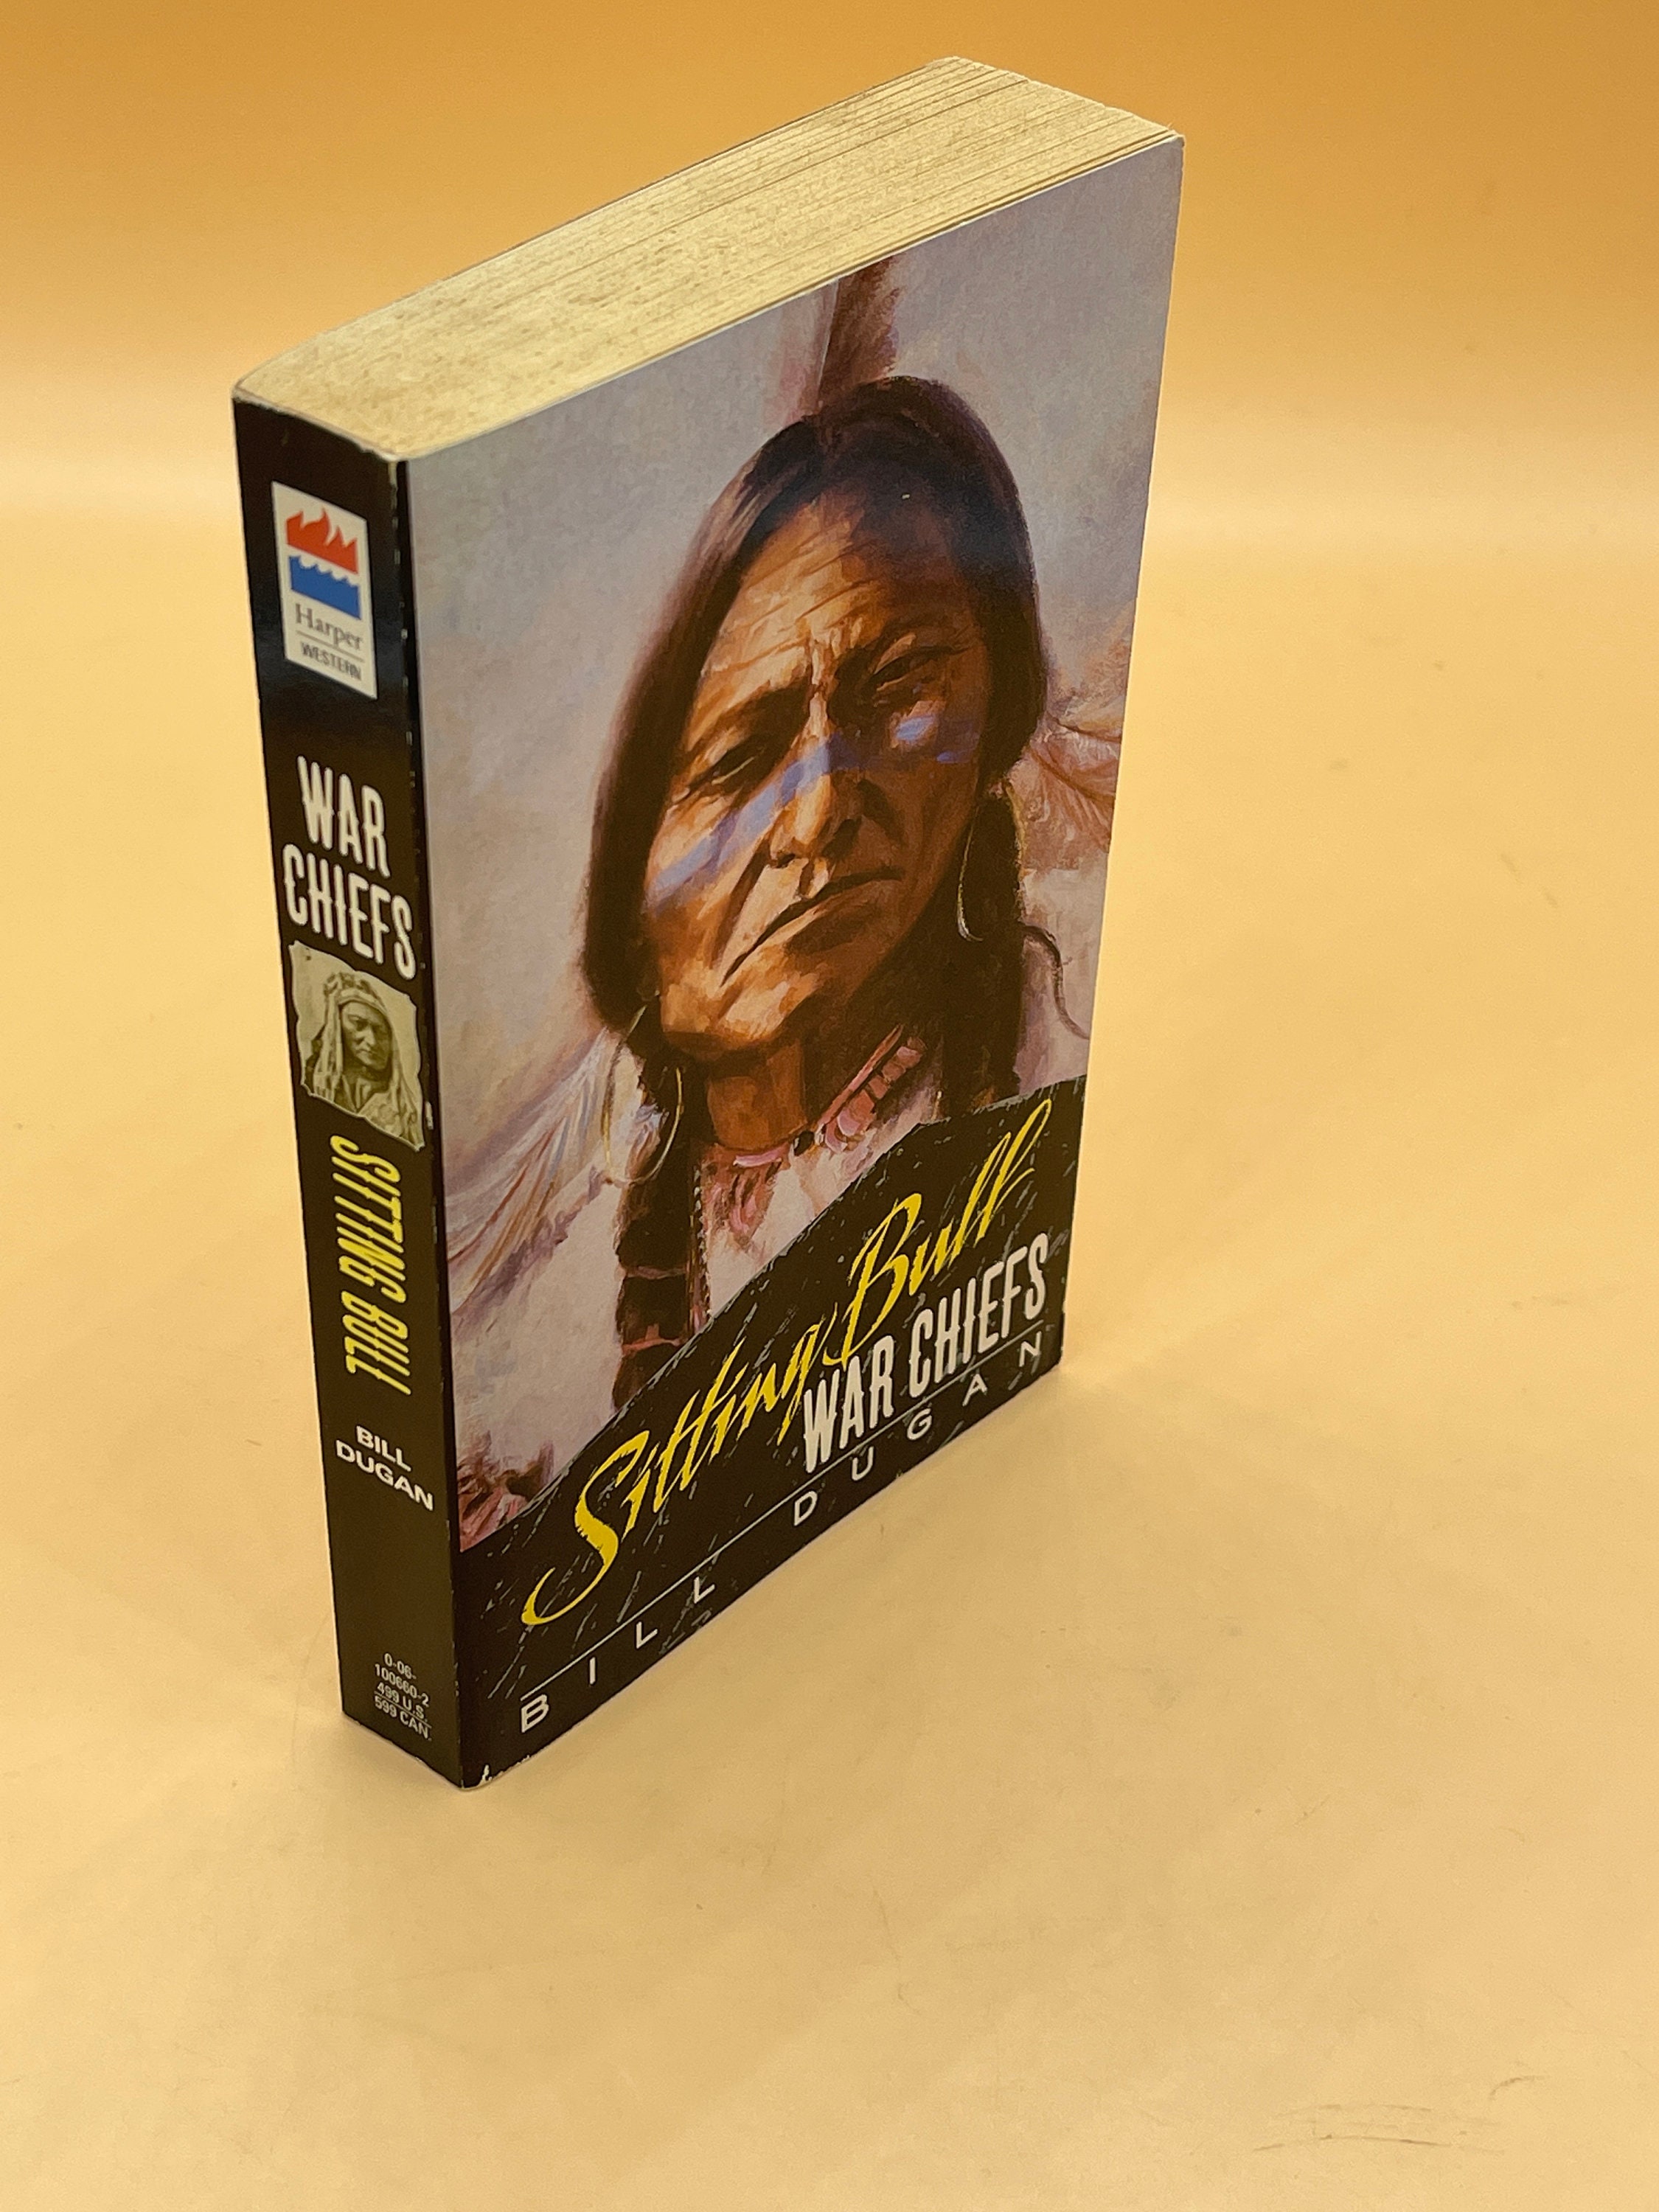 Harper
WESTERN
WAR
CHIEFS
SITTING BULL
BILL
DUGAN
0-06-
100660-2
499 U.S.
599 CAN.
Sitting Bull
WAR CHIEFS
BILL DUGAN